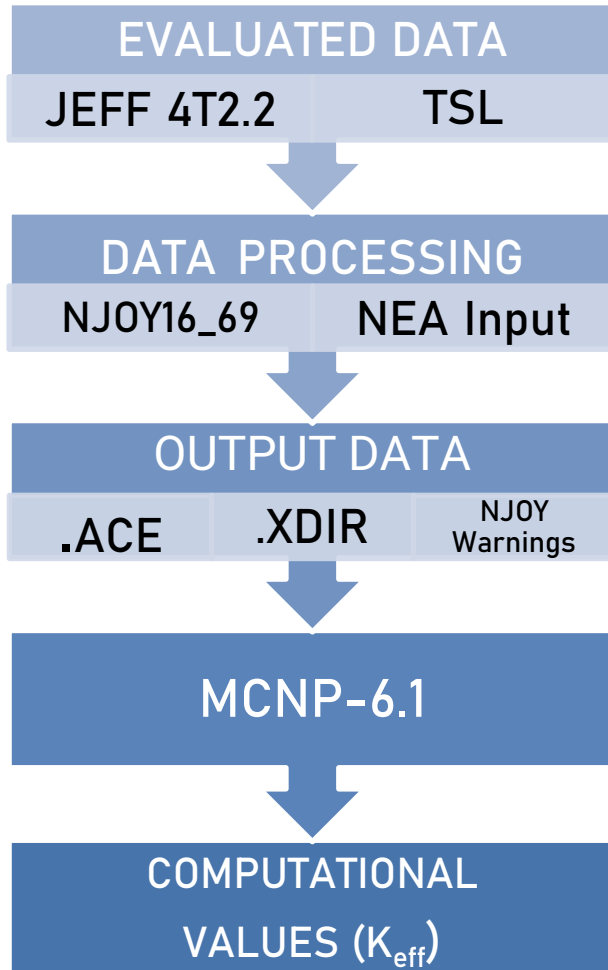 EVALUATED DATA
JEFF 4T2.2
TSL
DATA PROCESSING
NJOY16_69
NEA Input
OUTPUT DATA
.ACE
.XDIR
NJOY
Warnings
MCNP-6.1
COMPUTATIONAL
VALUES (Keff)